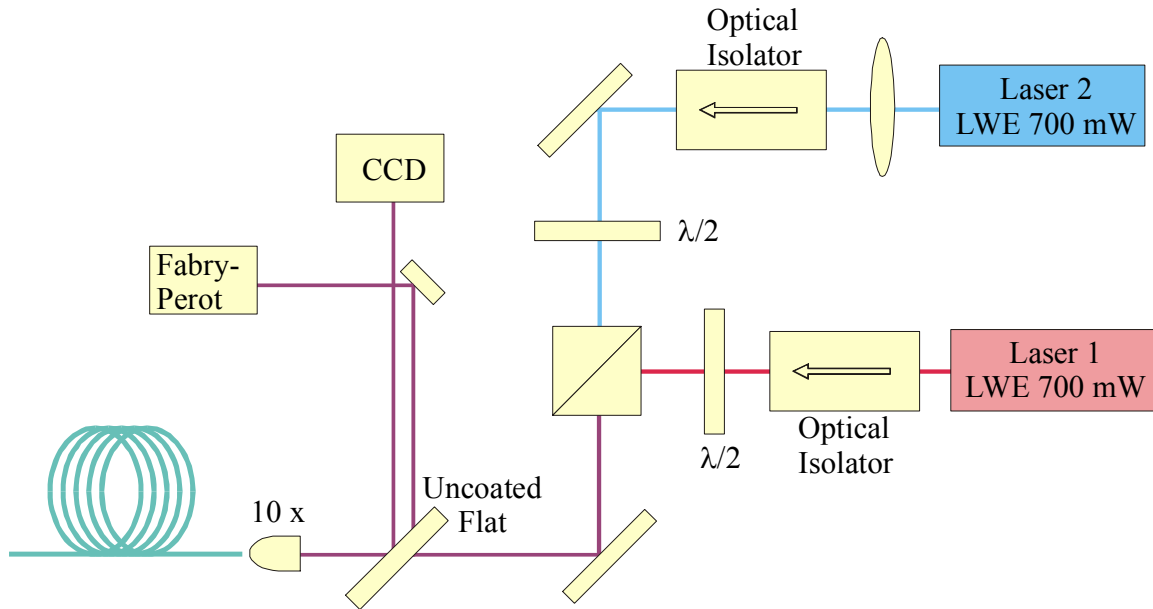 Optical
Isolator
Laser 2
LWE 700 mW
CCD
λ/2
Fabry-
Perot
Laser 1
LWE 700 mW
Optical
Isolator
λ/2
Uncoated
Flat
10 x